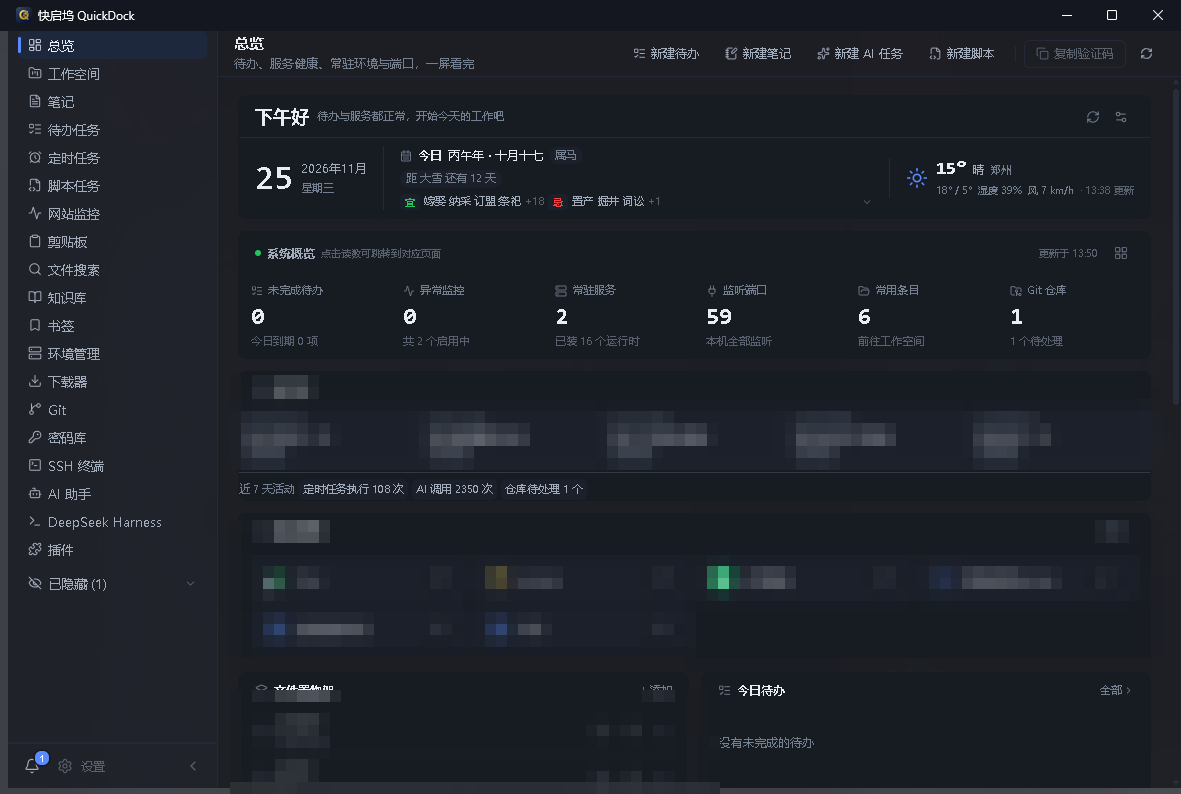 快启坞 QuickDock
总览
工作空间
笔记
待办任务
定时任务
脚本任务
网站监控
剪贴板
文件搜索
知识库
书签
环境管理
下载器
Git
密码库
SSH 终端
AI 助手
DeepSeek Harness
插件
已隐藏 (1)
1
设置
总览
待办、服务健康、常驻环境与端口，一屏看完
新建待办 新建笔记 新建 AI 任务 新建脚本 复制验证码
下午好 待办与服务都正常，开始今天的工作吧
25 2026年11月
星期三
今日 丙午年 · 十月十七 属马
距 大雪 还有 12 天
宜 嫁娶 纳采 订盟 祭祀 +18 忌 置产 掘井 词讼 +1
15° 晴 郑州
18° / 5° 湿度 39% 风 7 km/h · 13:38 更新
系统概览 点击读数可跳转到对应页面 更新于 13:50
未完成待办 异常监控 常驻服务 监听端口 常用条目 Git 仓库
0 0 2 59 6 1
今日到期 0 项 共 2 个启用中 已装 16 个运行时 本机全部监听 前往工作空间 1 个待处理
近 7 天活动 定时任务执行 108 次 AI 调用 2350 次 仓库待处理 1 个
添加
今日待办 全部
没有未完成的待办